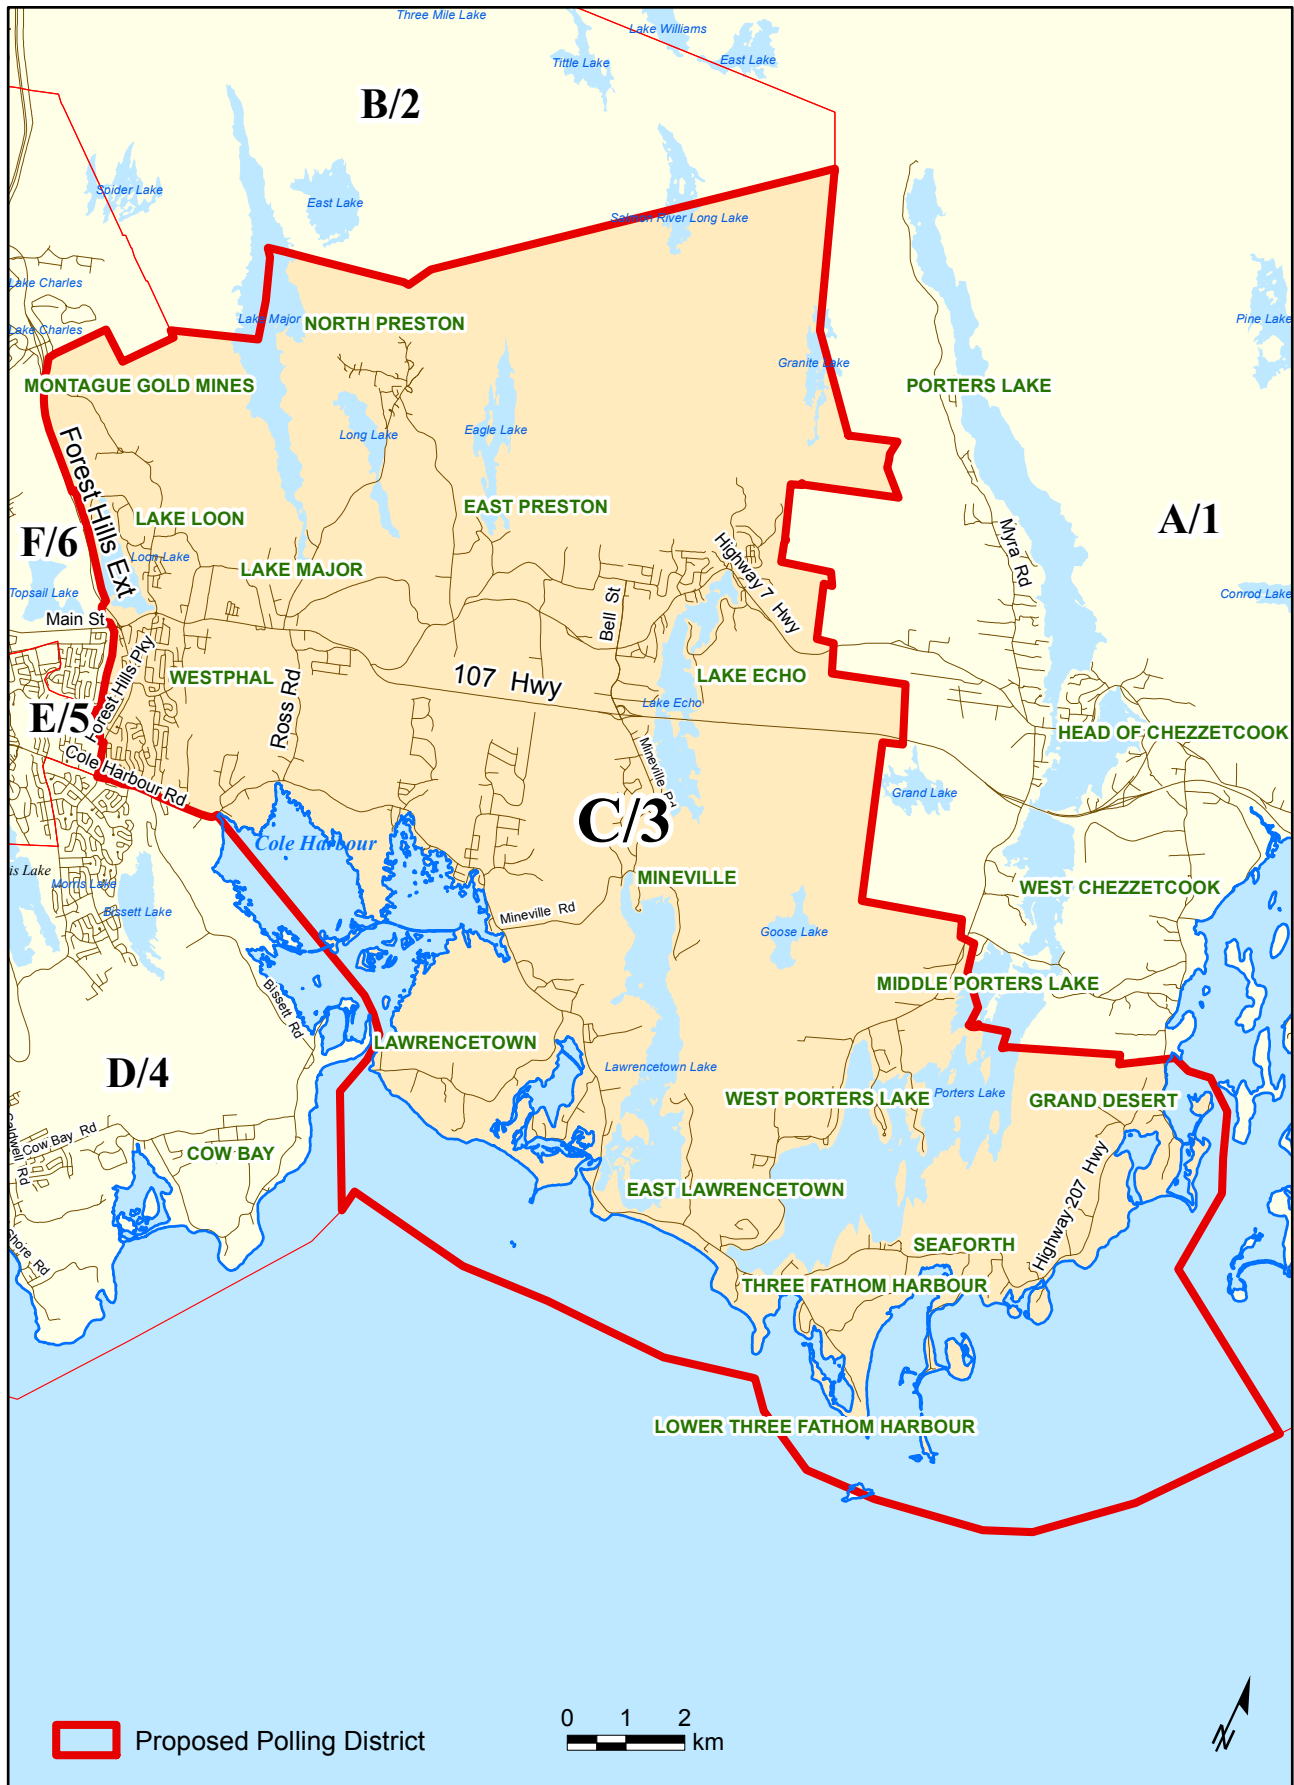 Three Mile Lake
Lake Williams
Tittle Lake
East Lake
B/2
Spider Lake
East Lake
Salmon River Long Lake
Lake Charles
Lake Charles
Lake Major
NORTH PRESTON
Pine Lake
Granite Lake
MONTAGUE GOLD MINES
PORTERS LAKE
Long Lake
Eagle Lake
Forest Hills Ext
EAST PRESTON
LAKE LOON
A/1
F/6
Loon Lake
LAKE MAJOR
Highway 7 Hwy
Myra Rd
Topsail Lake
Conrod Lake
Main St
Bell St
Forest Hills Pky
WESTPHAL
107 Hwy
LAKE ECHO
Ross Rd
Lake Echo
E/5
HEAD OF CHEZZETCOOK
Cole Harbour Rd
Mineville Rd
Grand Lake
C/3
Cole Harbour
is Lake
Morris Lake
MINEVILLE
WEST CHEZZETCOOK
Bissett Lake
Mineville Rd
Goose Lake
MIDDLE PORTERS LAKE
Bissett Rd
LAWRENCETOWN
D/4
Lawrencetown Lake
WEST PORTERS LAKE
Porters Lake
GRAND DESERT
Caldwell Rd
Cow Bay Rd
COW BAY
EAST LAWRENCETOWN
Highway 207 Hwy
Shore Rd
SEAFORTH
THREE FATHOM HARBOUR
LOWER THREE FATHOM HARBOUR
Proposed Polling District
0 1 2
km
N